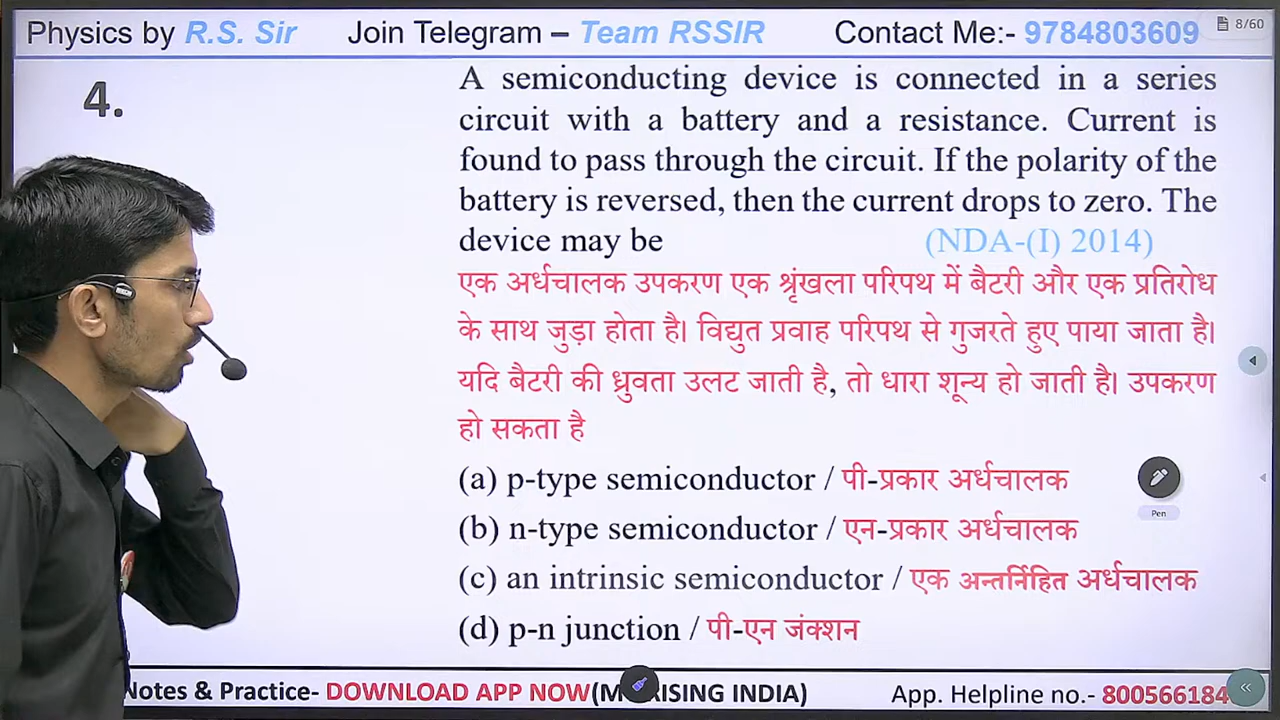 Physics by R.S. Sir Join Telegram – Team RSSIR Contact Me:- 9784803609 8/60
4.
A semiconducting device is connected in a series
circuit with a battery and a resistance. Current is
found to pass through the circuit. If the polarity of the
battery is reversed, then the current drops to zero. The
device may be (NDA-(I) 2014)
एक अर्धचालक उपकरण एक श्रृंखला परिपथ में बैटरी और एक प्रतिरोध
के साथ जुड़ा होता है। विद्युत प्रवाह परिपथ से गुजरते हुए पाया जाता है।
यदि बैटरी की ध्रुवता उलट जाती है, तो धारा शून्य हो जाती है। उपकरण
हो सकता है
(a) p-type semiconductor / पी-प्रकार अर्धचालक
(b) n-type semiconductor / एन-प्रकार अर्धचालक
(c) an intrinsic semiconductor / एक अन्तर्निहित अर्धचालक
(d) p-n junction / पी-एन जंक्शन
Pen
Notes & Practice- DOWNLOAD APP NOW(M RISING INDIA) App. Helpline no.- 800566184